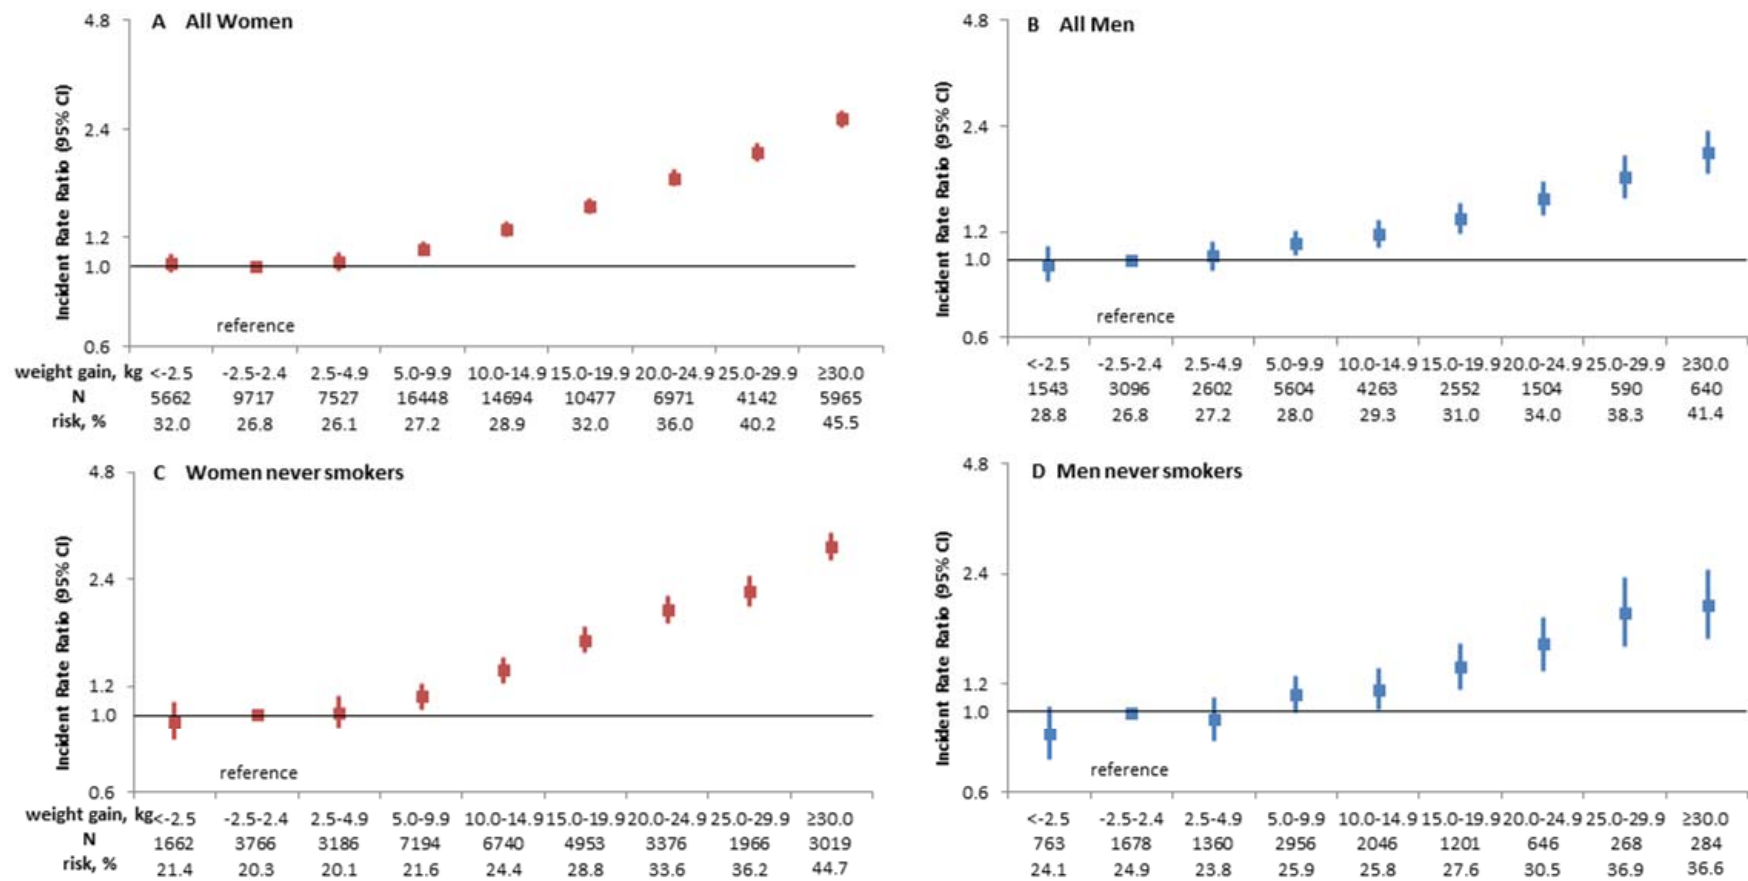 A All Women
4.8
2.4
1.2
1.0
0.6
Incident Rate Ratio (95% CI)
reference
weight gain, kg <-2.5 -2.5-2.4 2.5-4.9 5.0-9.9 10.0-14.9 15.0-19.9 20.0-24.9 25.0-29.9 ≥30.0
N 5662 9717 7527 16448 14694 10477 6971 4142 5965
risk, % 32.0 26.8 26.1 27.2 28.9 32.0 36.0 40.2 45.5
B All Men
4.8
2.4
1.2
1.0
0.6
Incident Rate Ratio (95% CI)
reference
<-2.5 -2.5-2.4 2.5-4.9 5.0-9.9 10.0-14.9 15.0-19.9 20.0-24.9 25.0-29.9 ≥30.0
1543 3096 2602 5604 4263 2552 1504 590 640
28.8 26.8 27.2 28.0 29.3 31.0 34.0 38.3 41.4
C Women never smokers
4.8
2.4
1.2
1.0
0.6
Incident Rate Ratio (95% CI)
reference
weight gain, kg <-2.5 -2.5-2.4 2.5-4.9 5.0-9.9 10.0-14.9 15.0-19.9 20.0-24.9 25.0-29.9 ≥30.0
N 1662 3766 3186 7194 6740 4953 3376 1966 3019
risk, % 21.4 20.3 20.1 21.6 24.4 28.8 33.6 36.2 44.7
D Men never smokers
4.8
2.4
1.2
1.0
0.6
Incident Rate Ratio (95% CI)
reference
<-2.5 -2.5-2.4 2.5-4.9 5.0-9.9 10.0-14.9 15.0-19.9 20.0-24.9 25.0-29.9 ≥30.0
763 1678 1360 2956 2046 1201 646 268 284
24.1 24.9 23.8 25.9 25.8 27.6 30.5 36.9 36.6